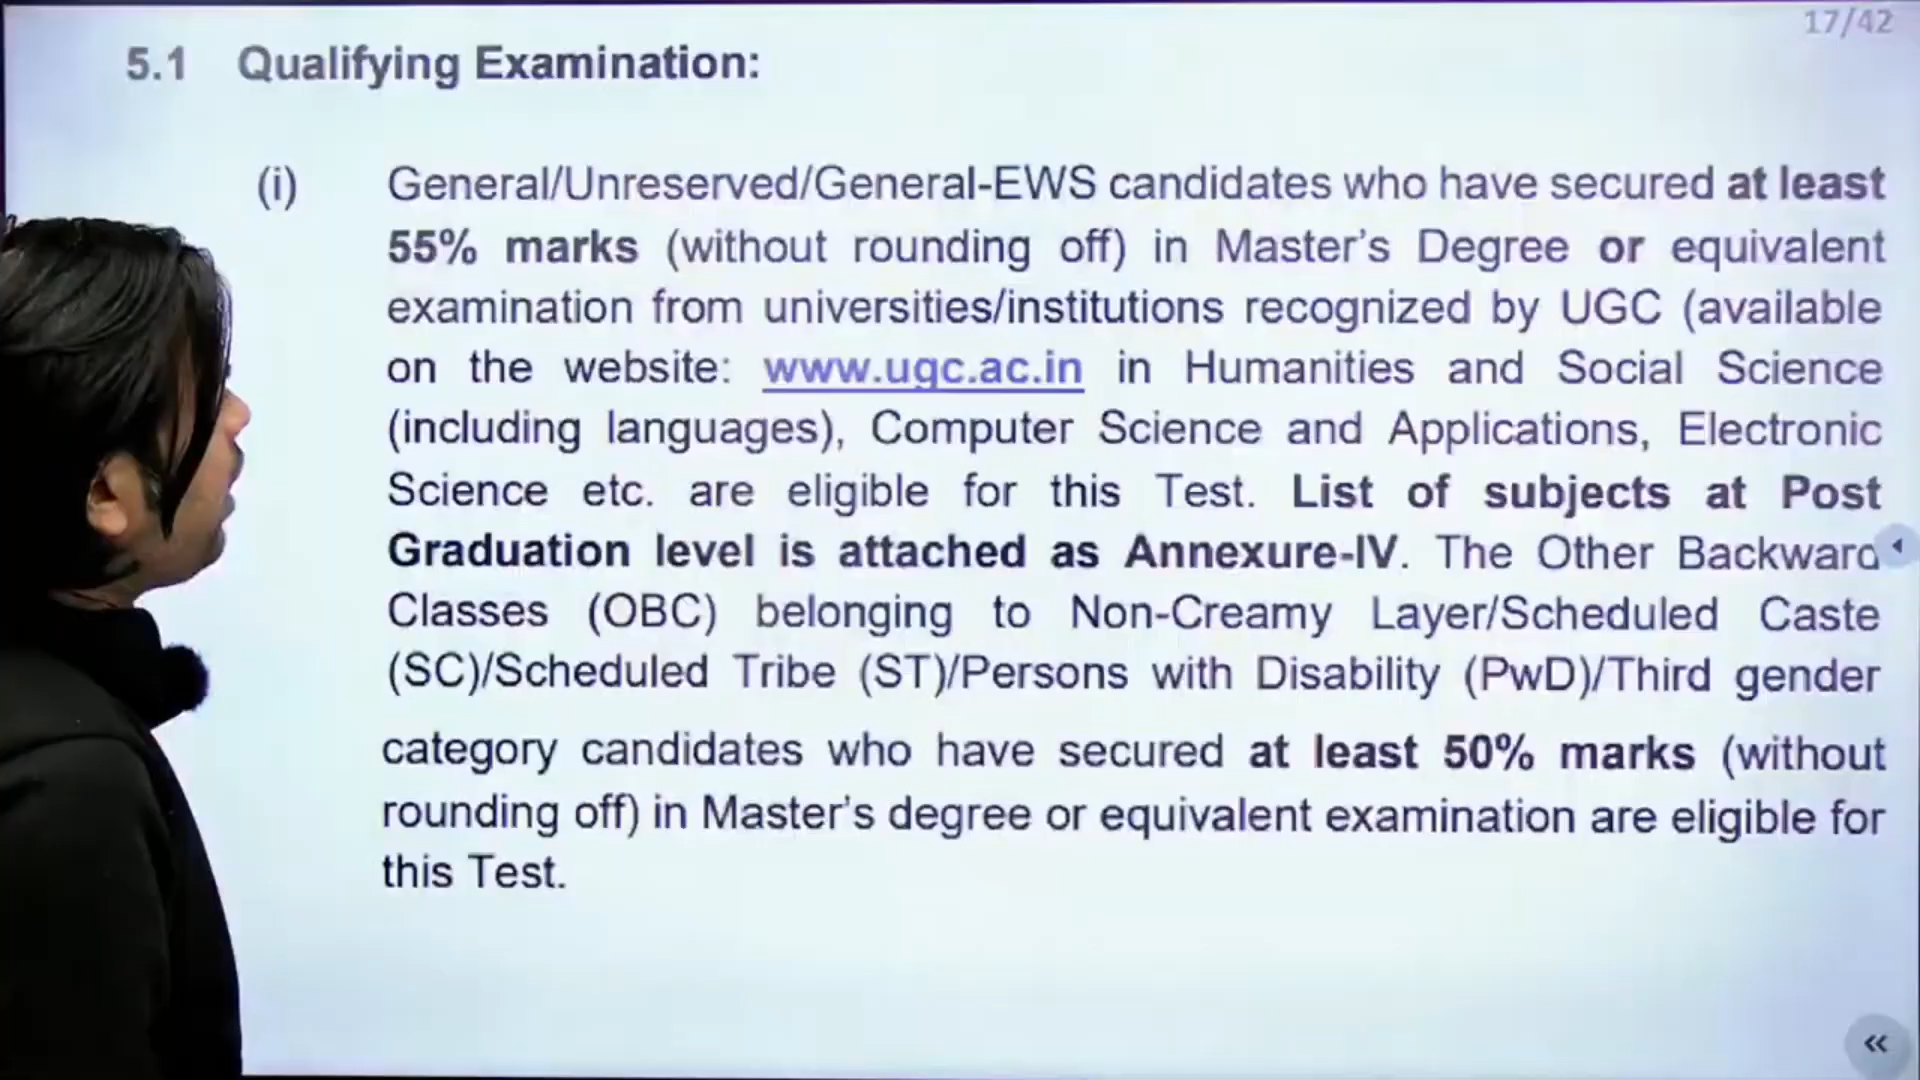 17/42
5.1 Qualifying Examination:
(i) General/Unreserved/General-EWS candidates who have secured at least
55% marks (without rounding off) in Master's Degree or equivalent
examination from universities/institutions recognized by UGC (available
on the website: www.ugc.ac.in in Humanities and Social Science
(including languages), Computer Science and Applications, Electronic
Science etc. are eligible for this Test. List of subjects at Post
Graduation level is attached as Annexure-IV. The Other Backward
Classes (OBC) belonging to Non-Creamy Layer/Scheduled Caste
(SC)/Scheduled Tribe (ST)/Persons with Disability (PwD)/Third gender
category candidates who have secured at least 50% marks (without
rounding off) in Master's degree or equivalent examination are eligible for
this Test.